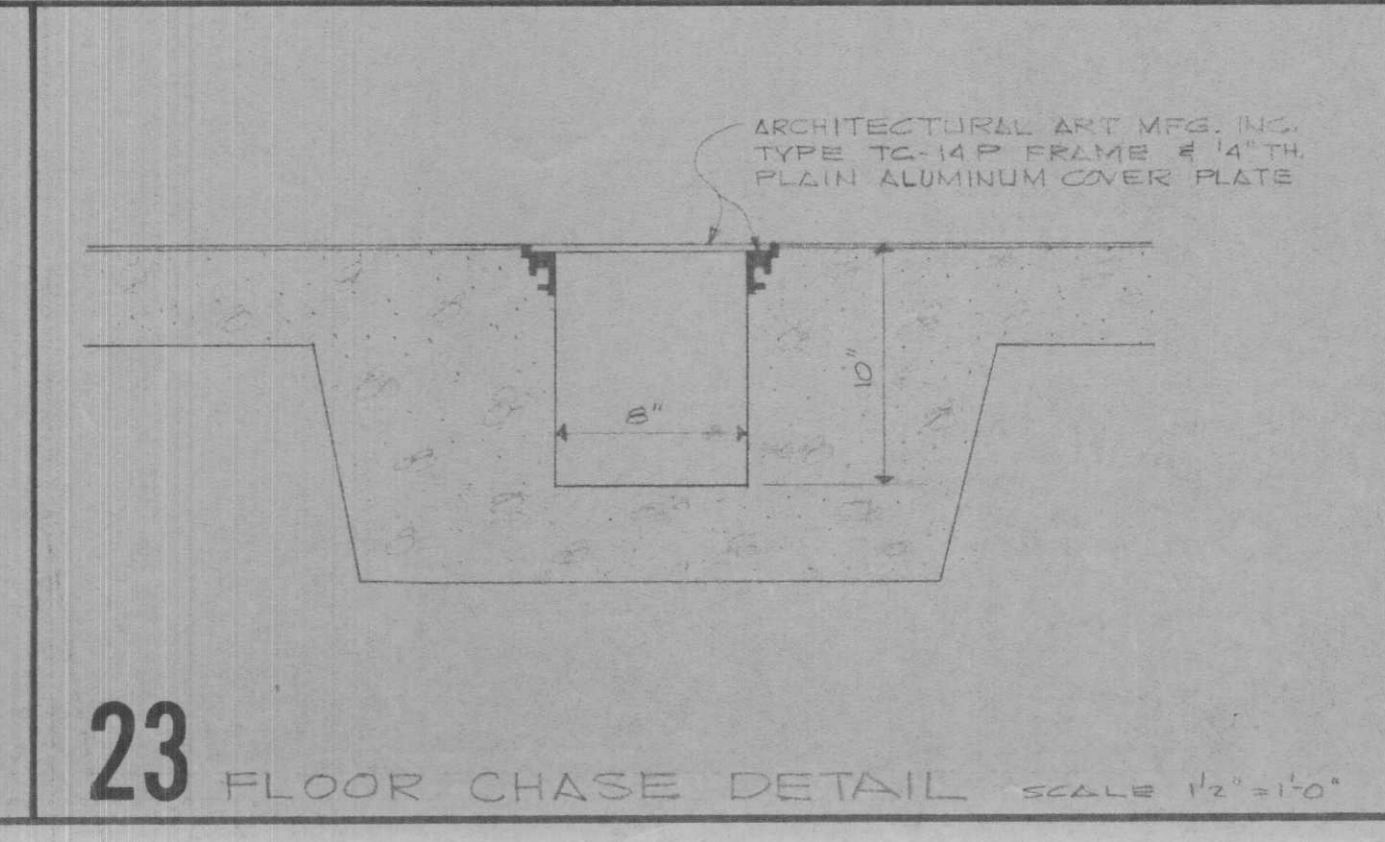 ARCHITECTURAL ART MFG. INC.
TYPE TG-14P FRAME & 1/4" TH.
PLAIN ALUMINUM COVER PLATE
10"
8"
23 FLOOR CHASE DETAIL SCALE 1 1/2" = 1'-0"